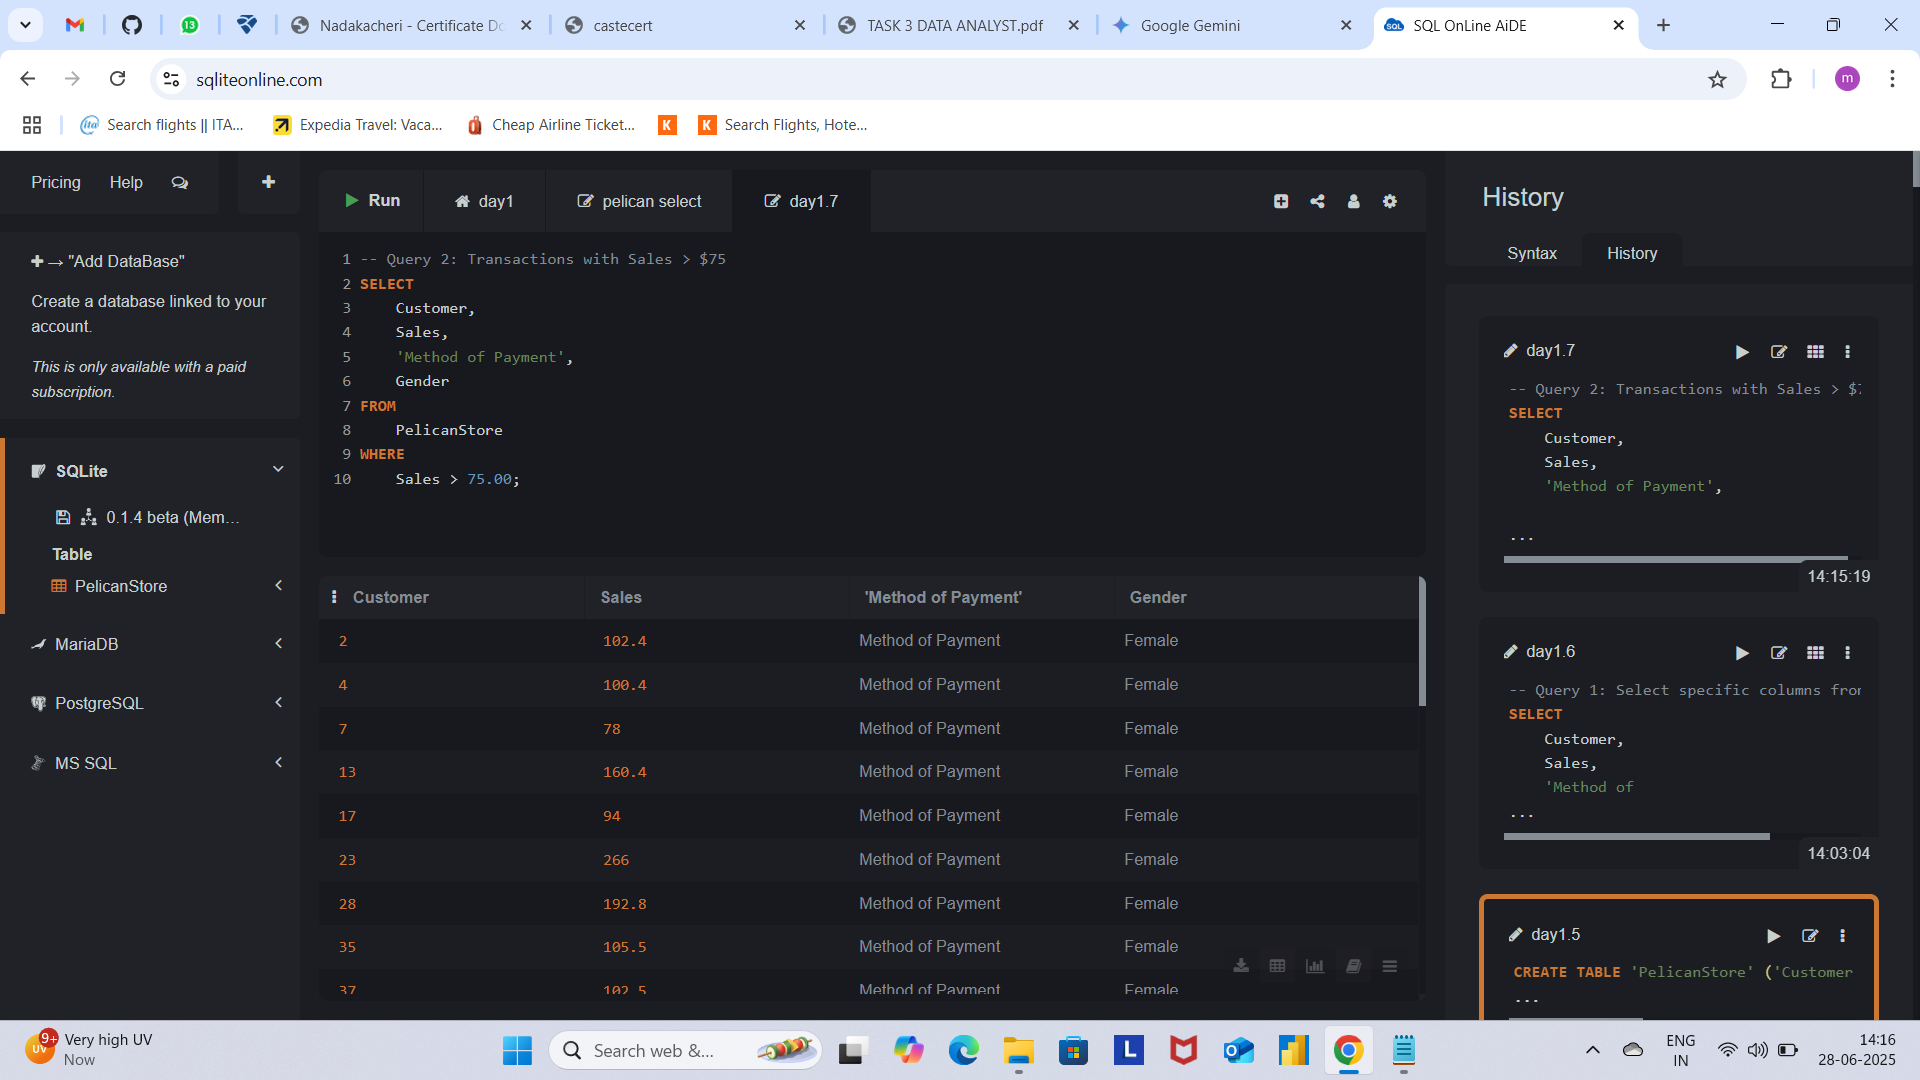 13
Nadakacheri - Certificate Do
castecert
TASK 3 DATA ANALYST.pdf
Google Gemini
SQL
SQL OnLine AiDE
sqliteonline.com
m
ita
Search flights || ITA...
Expedia Travel: Vaca...
Cheap Airline Ticket...
K
K
Search Flights, Hote...
Pricing
Help
"Add DataBase"
Create a database linked to your
account.
This is only available with a paid
subscription.
SQLite
0.1.4 beta (Mem...
Table
PelicanStore
MariaDB
PostgreSQL
MS SQL
Run
day1
pelican select
day1.7
1 -- Query 2: Transactions with Sales > $75
2 SELECT
3 Customer,
4 Sales,
5 'Method of Payment',
6 Gender
7 FROM
8 PelicanStore
9 WHERE
10 Sales > 75.00;
Customer Sales 'Method of Payment' Gender
2 102.4 Method of Payment Female
4 100.4 Method of Payment Female
7 78 Method of Payment Female
13 160.4 Method of Payment Female
17 94 Method of Payment Female
23 266 Method of Payment Female
28 192.8 Method of Payment Female
35 105.5 Method of Payment Female
37 102.5 Method of Payment Female
History
Syntax
History
day1.7
-- Query 2: Transactions with Sales > $
SELECT
Customer,
Sales,
'Method of Payment',
...
14:15:19
day1.6
-- Query 1: Select specific columns from
SELECT
Customer,
Sales,
'Method of
...
14:03:04
day1.5
CREATE TABLE 'PelicanStore' ('Customer
...
9+
UV
Very high UV
Now
Search web &...
L
ENG
IN
14:16
28-06-2025